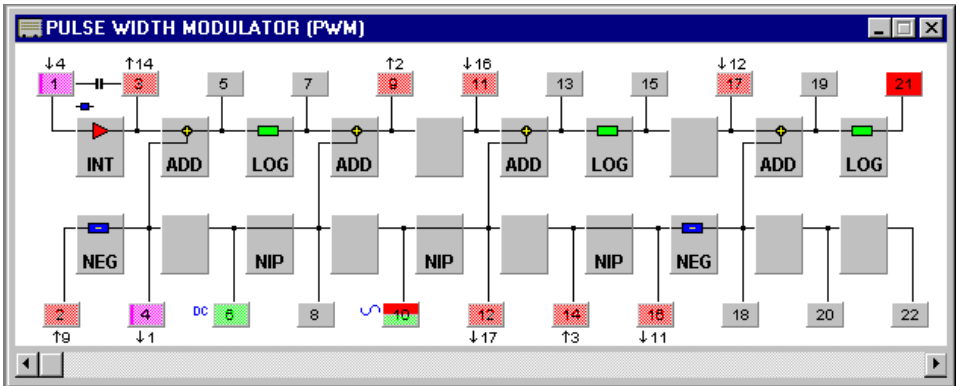 PULSE WIDTH MODULATOR (PWM)
↓4 ↑14 ↑2 ↓16 ↓12
1 3 5 7 9 11 13 15 17 19 21
INT ADD LOG ADD ADD LOG ADD LOG
NEG NIP NIP NIP NEG
2 4 DC 6 8 10 12 14 16 18 20 22
↑9 ↓1 ↓17 ↑3 ↓11